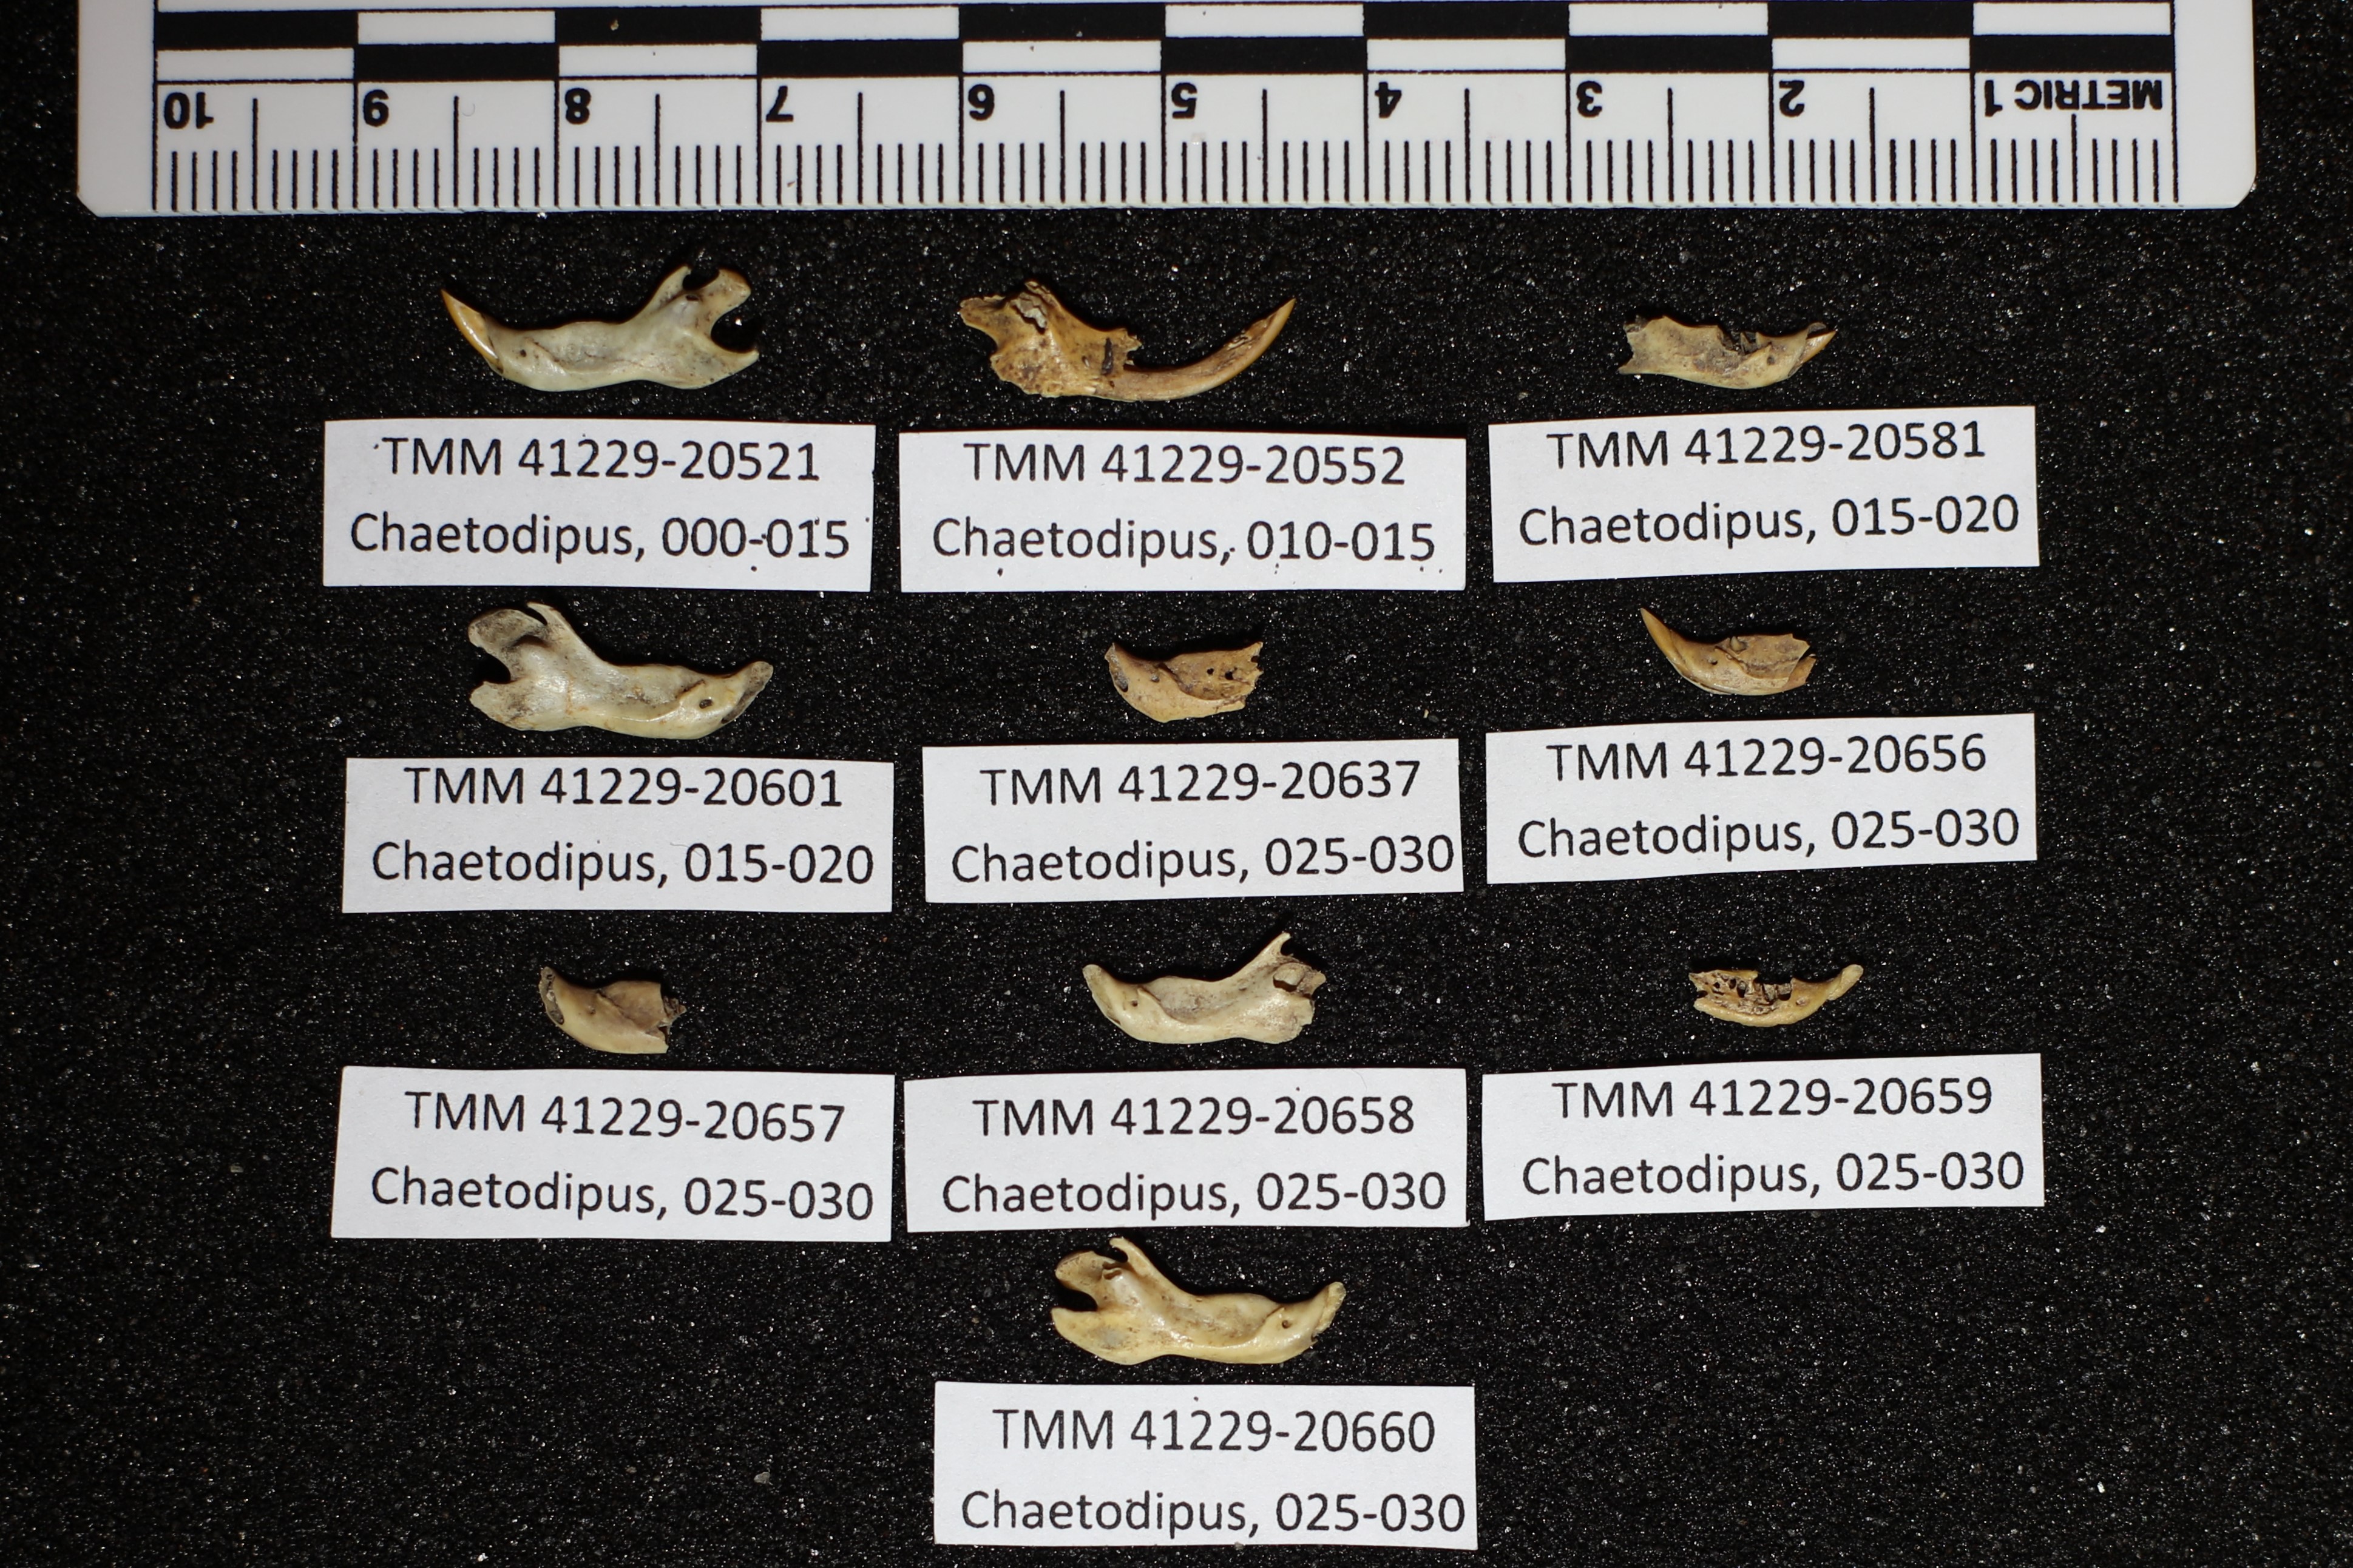 10 9 8 7 6 5 4 3 2 METRIC 1
TMM 41229-20521
Chaetodipus, 000-015
TMM 41229-20552
Chaetodipus, 010-015
TMM 41229-20581
Chaetodipus, 015-020
TMM 41229-20601
Chaetodipus, 015-020
TMM 41229-20637
Chaetodipus, 025-030
TMM 41229-20656
Chaetodipus, 025-030
TMM 41229-20657
Chaetodipus, 025-030
TMM 41229-20658
Chaetodipus, 025-030
TMM 41229-20659
Chaetodipus, 025-030
TMM 41229-20660
Chaetodipus, 025-030